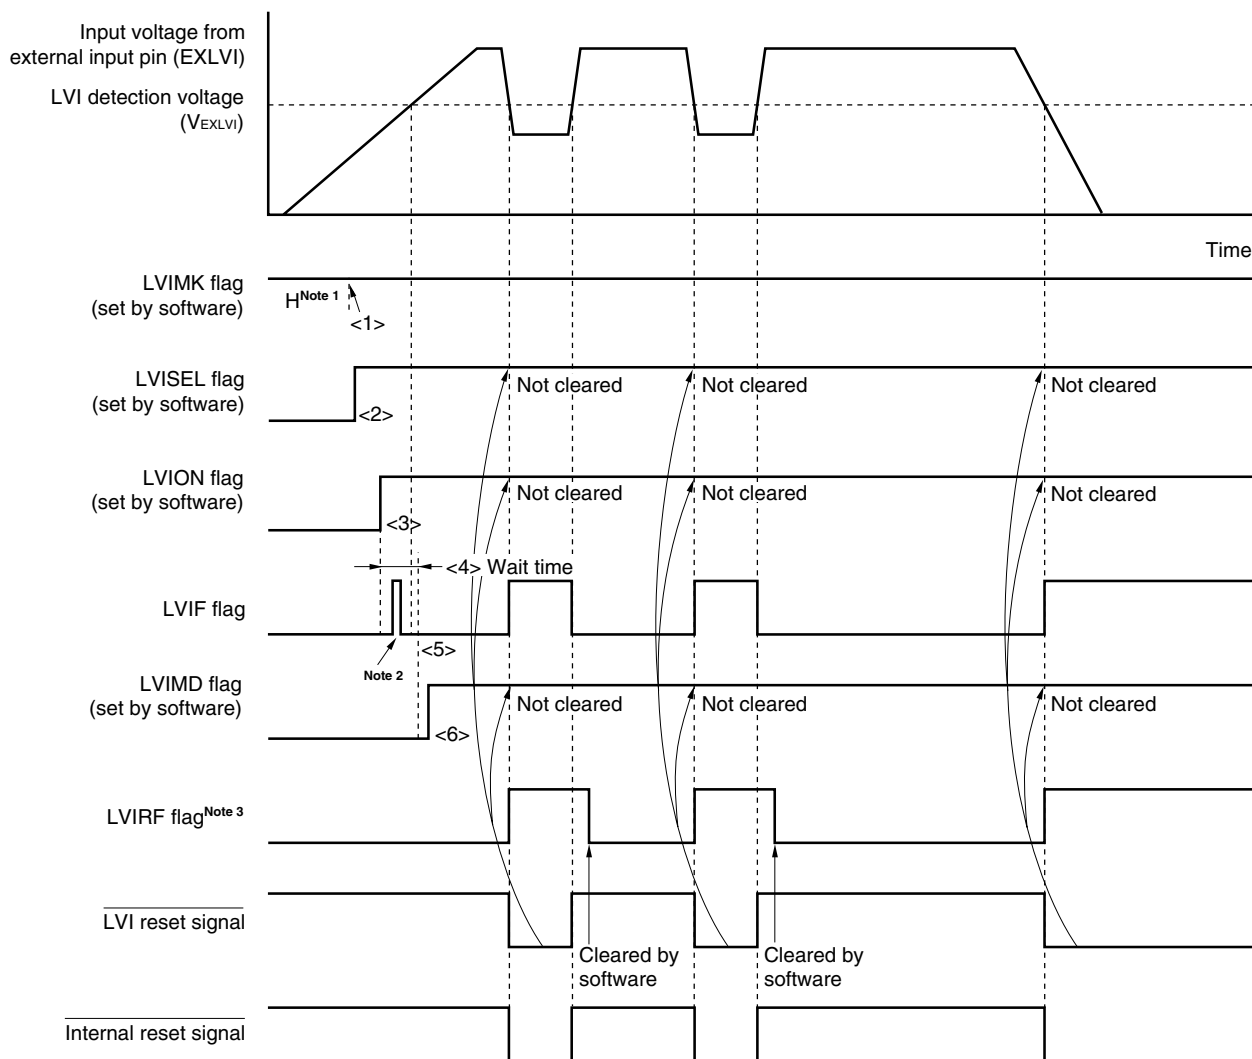 Input voltage from
external input pin (EXLVI)
LVI detection voltage
(VEXLVI)
Time
LVIMK flag
(set by software)
H Note 1
<1>
LVISEL flag
(set by software)
<2>
Not cleared
Not cleared
Not cleared
LVION flag
(set by software)
<3>
Not cleared
Not cleared
Not cleared
<4> Wait time
LVIF flag
Note 2
<5>
LVIMD flag
(set by software)
<6>
Not cleared
Not cleared
Not cleared
LVIRF flag Note 3
LVI reset signal
Cleared by
software
Cleared by
software
Internal reset signal